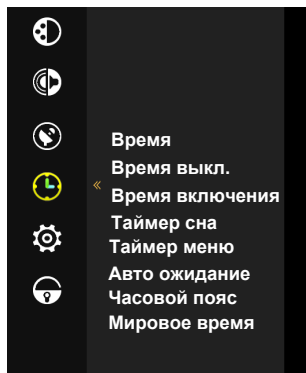 Время
Время выкл.
Время включения
Таймер сна
Таймер меню
Авто ожидание
Часовой пояс
Мировое время